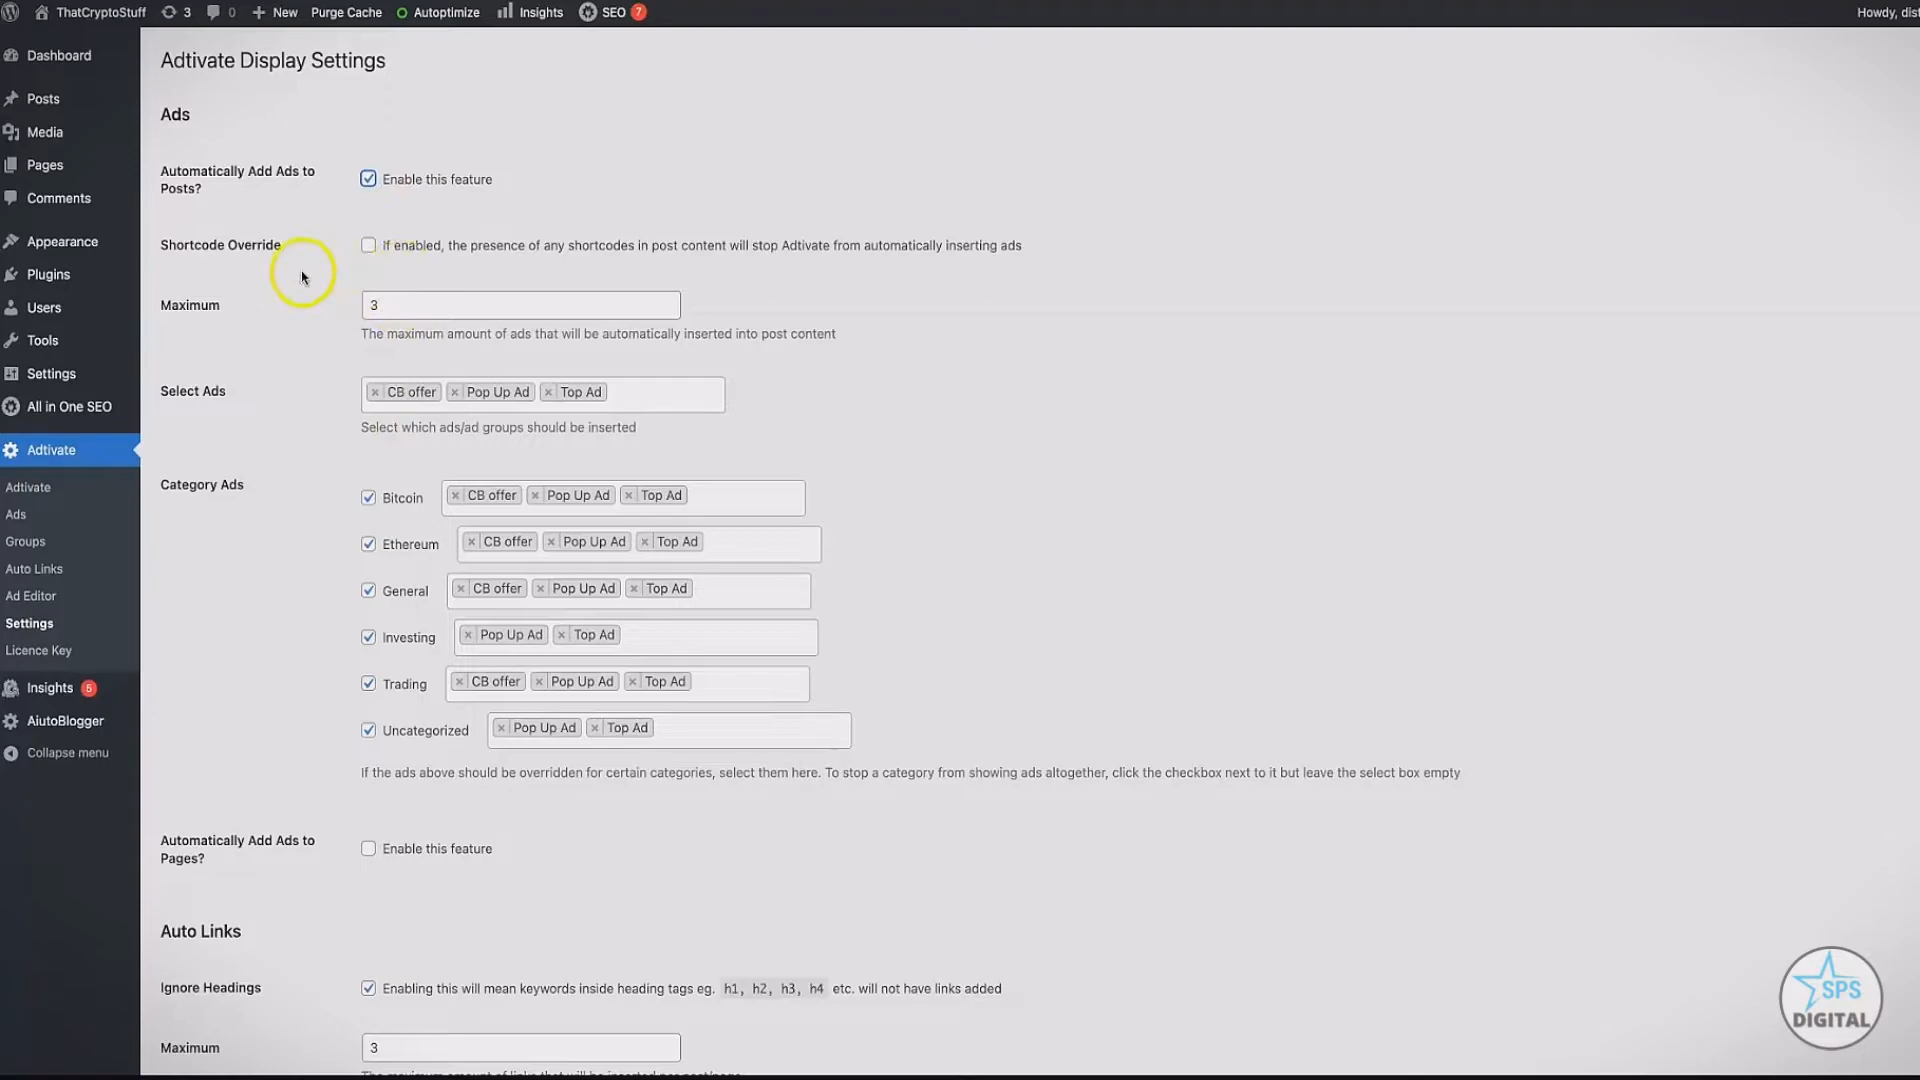 ThatCryptoStuff 3 0 New Purge Cache Autoptimize Insights SEO 7 Howdy, dist
Dashboard
Posts
Media
Pages
Comments
Appearance
Plugins
Users
Tools
Settings
All in One SEO
Adtivate
Adtivate
Ads
Groups
Auto Links
Ad Editor
Settings
Licence Key
Insights 5
AiutoBlogger
Collapse menu
Adtivate Display Settings
Ads
Automatically Add Ads to
Posts?
Enable this feature
Shortcode Override
If enabled, the presence of any shortcodes in post content will stop Adtivate from automatically inserting ads
Maximum
3
The maximum amount of ads that will be automatically inserted into post content
Select Ads
× CB offer × Pop Up Ad × Top Ad
Select which ads/ad groups should be inserted
Category Ads
Bitcoin × CB offer × Pop Up Ad × Top Ad
Ethereum × CB offer × Pop Up Ad × Top Ad
General × CB offer × Pop Up Ad × Top Ad
Investing × Pop Up Ad × Top Ad
Trading × CB offer × Pop Up Ad × Top Ad
Uncategorized × Pop Up Ad × Top Ad
If the ads above should be overridden for certain categories, select them here. To stop a category from showing ads altogether, click the checkbox next to it but leave the select box empty
Automatically Add Ads to
Pages?
Enable this feature
Auto Links
Ignore Headings
Enabling this will mean keywords inside heading tags eg. h1, h2, h3, h4 etc. will not have links added
Maximum
3
SPS
DIGITAL